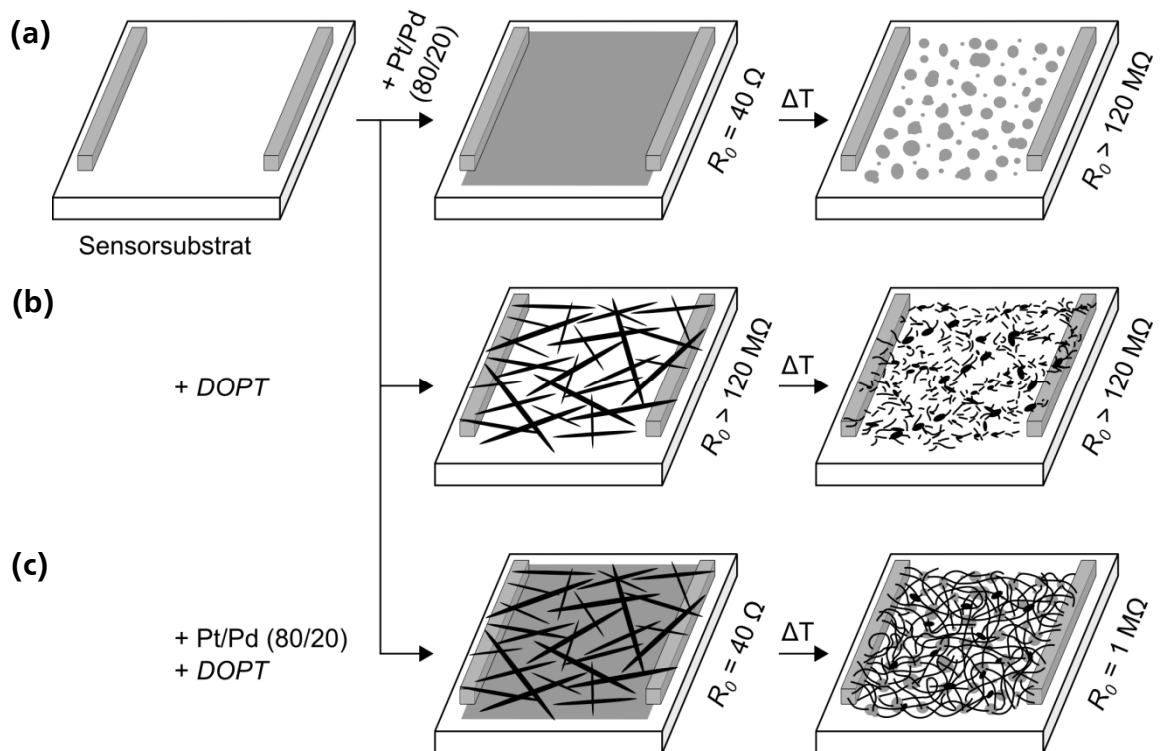 (a)
+ Pt/Pd
(80/20)
R₀ = 40 Ω
ΔT
R₀ > 120 MΩ
Sensorsubstrat
(b)
+ DOPT
R₀ > 120 MΩ
ΔT
R₀ > 120 MΩ
(c)
+ Pt/Pd (80/20)
+ DOPT
R₀ = 40 Ω
ΔT
R₀ = 1 MΩ